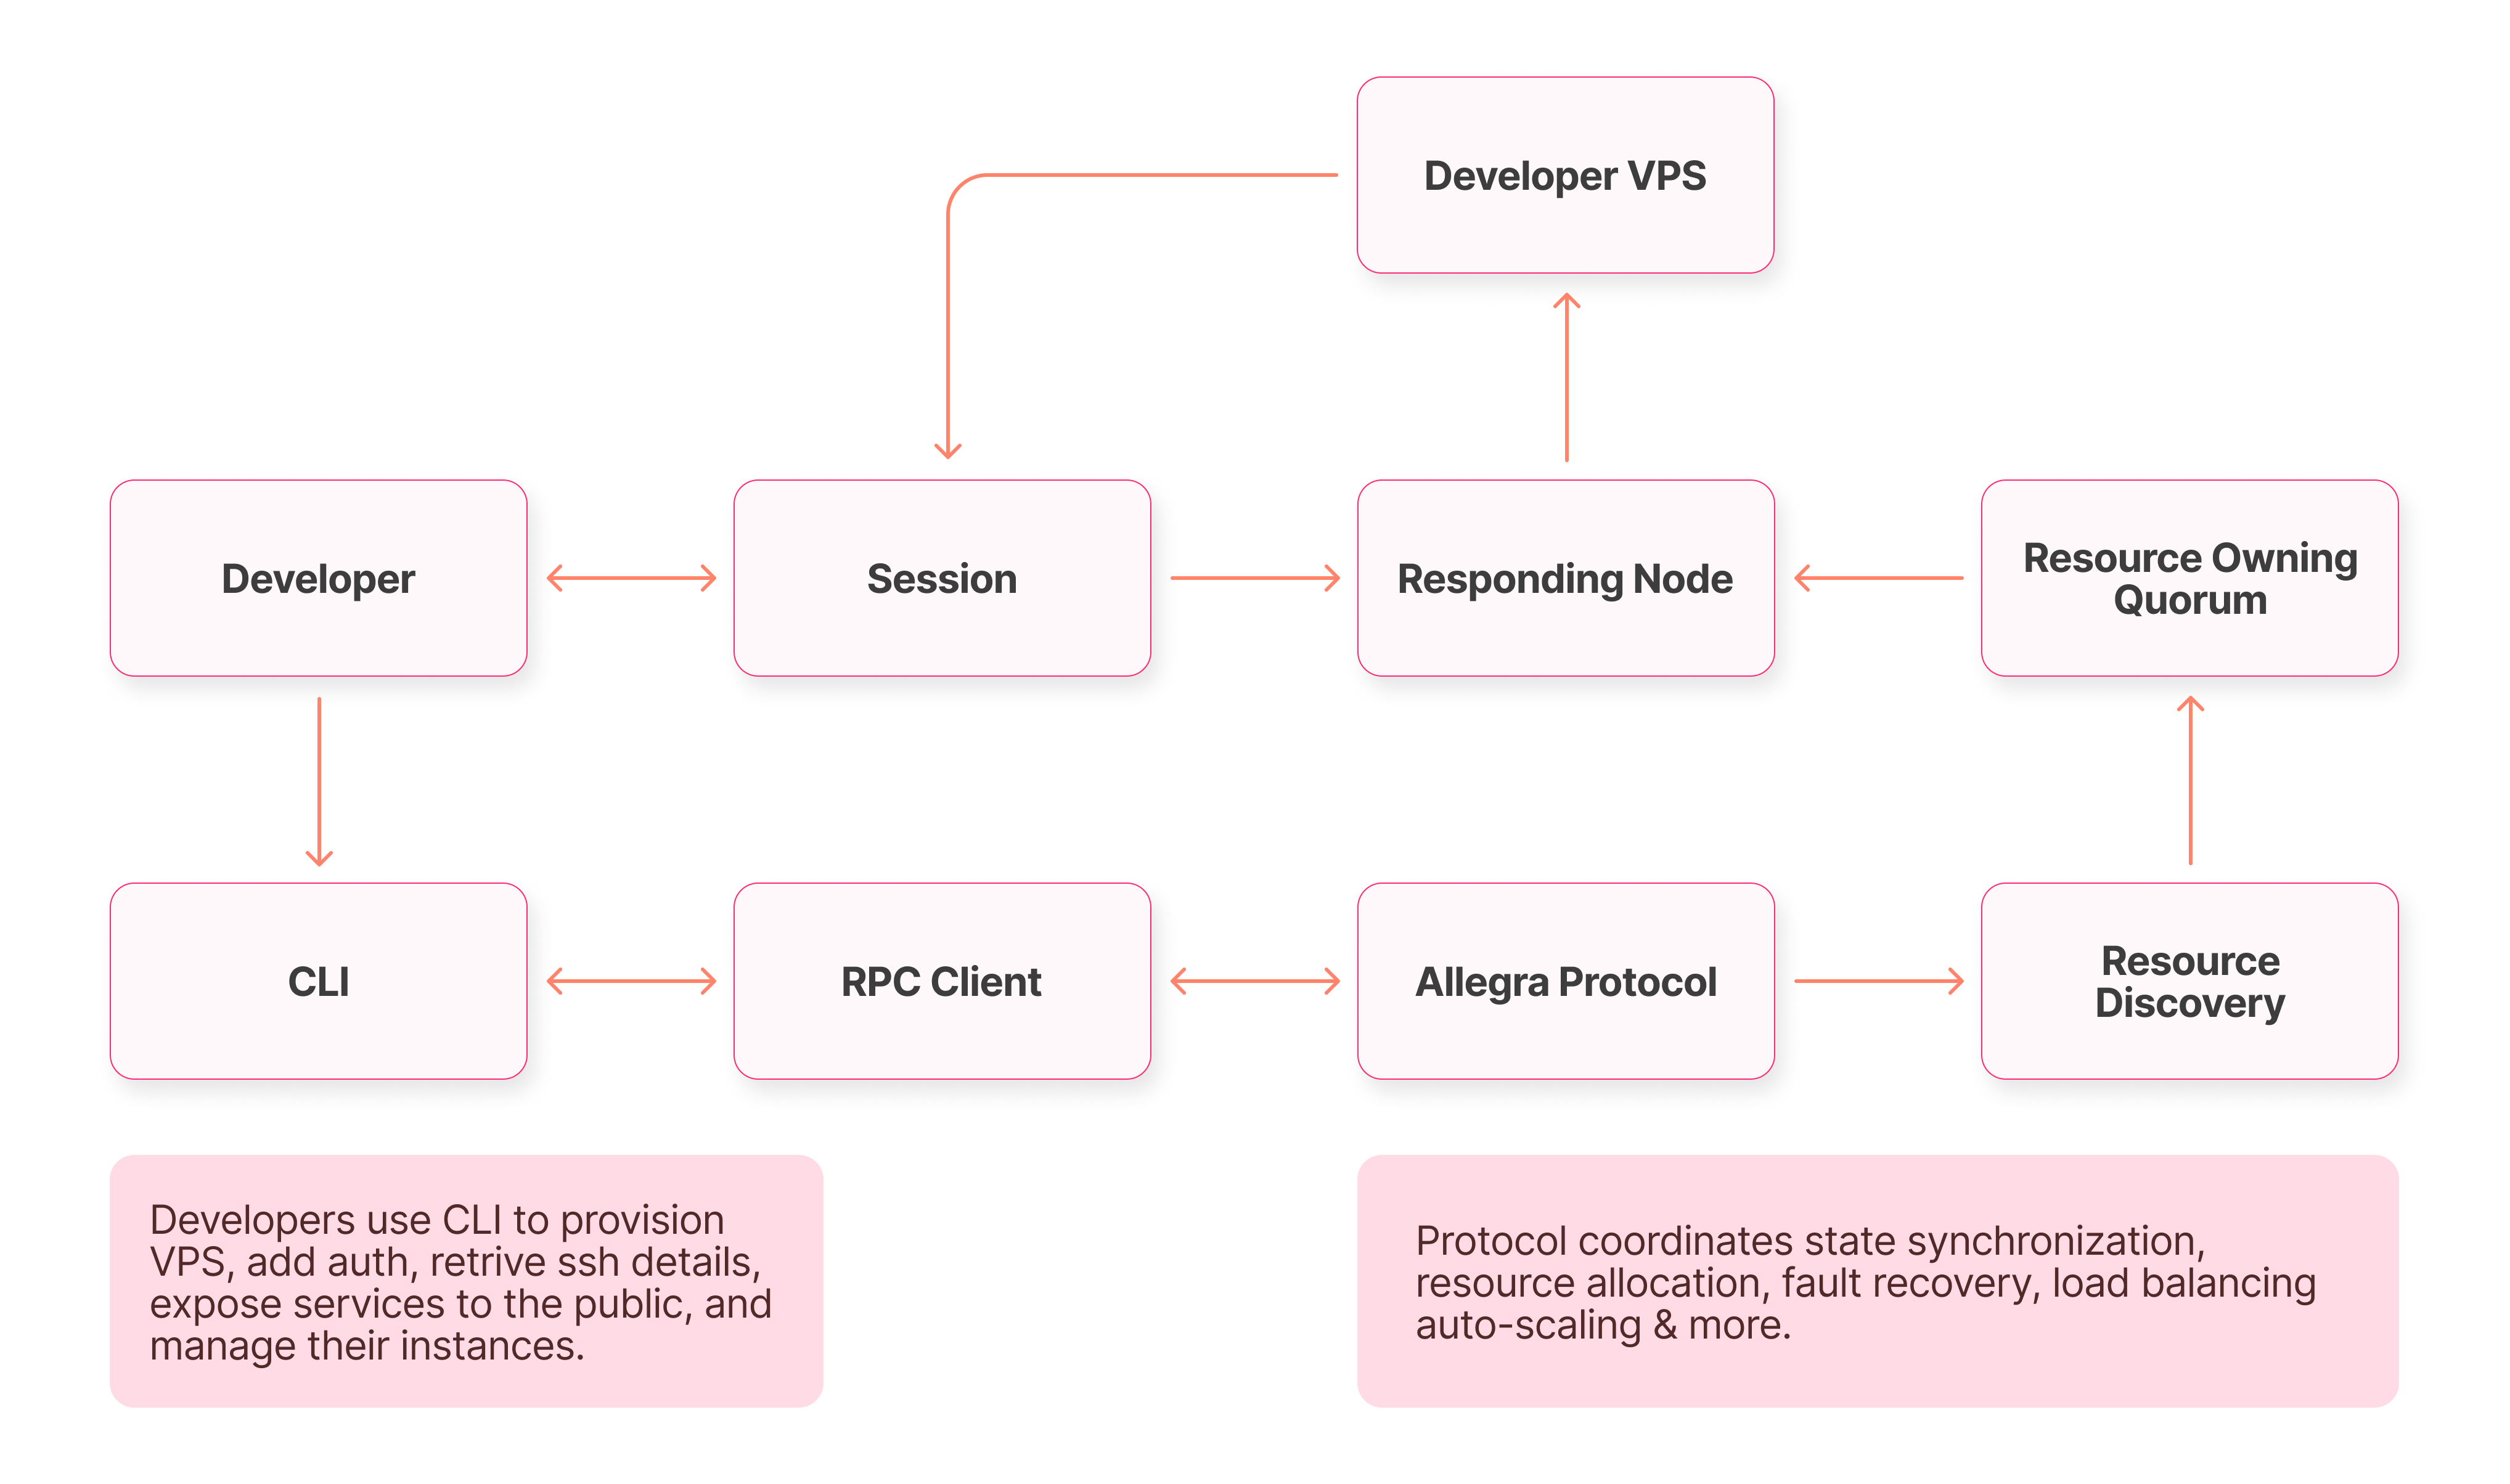 Developer VPS
Developer
Session
Responding Node
Resource Owning
Quorum
CLI
RPC Client
Allegra Protocol
Resource
Discovery
Developers use CLI to provision
VPS, add auth, retrive ssh details,
expose services to the public, and
manage their instances.
Protocol coordinates state synchronization,
resource allocation, fault recovery, load balancing
auto-scaling & more.